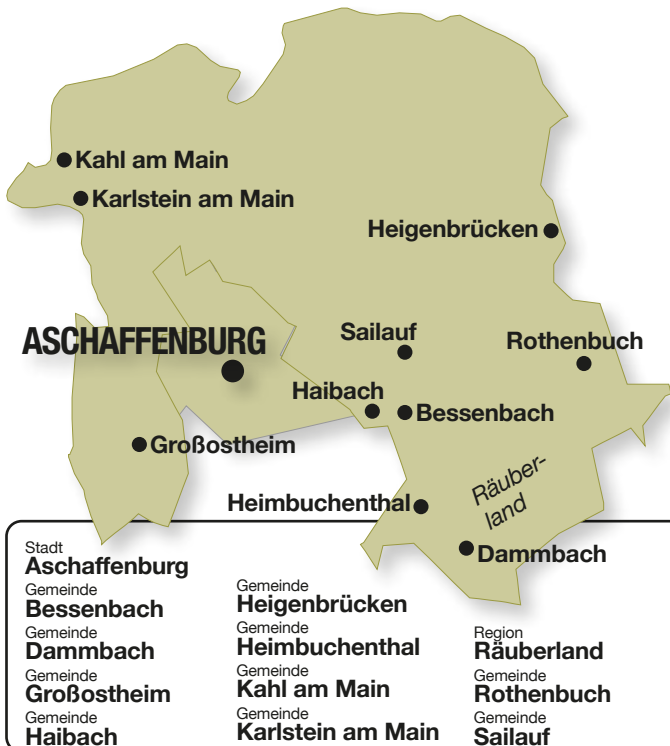 Kahl am Main
Karlstein am Main
Heigenbrücken
ASCHAFFENBURG
Sailauf
Rothenbuch
Haibach
Bessenbach
Großostheim
Räuber-
land
Heimbuchenthal
Dammbach
Stadt
Aschaffenburg
Gemeinde
Bessenbach
Gemeinde
Dammbach
Gemeinde
Großostheim
Gemeinde
Haibach
Gemeinde
Heigenbrücken
Gemeinde
Heimbuchenthal
Gemeinde
Kahl am Main
Gemeinde
Karlstein am Main
Region
Räuberland
Gemeinde
Rothenbuch
Gemeinde
Sailauf